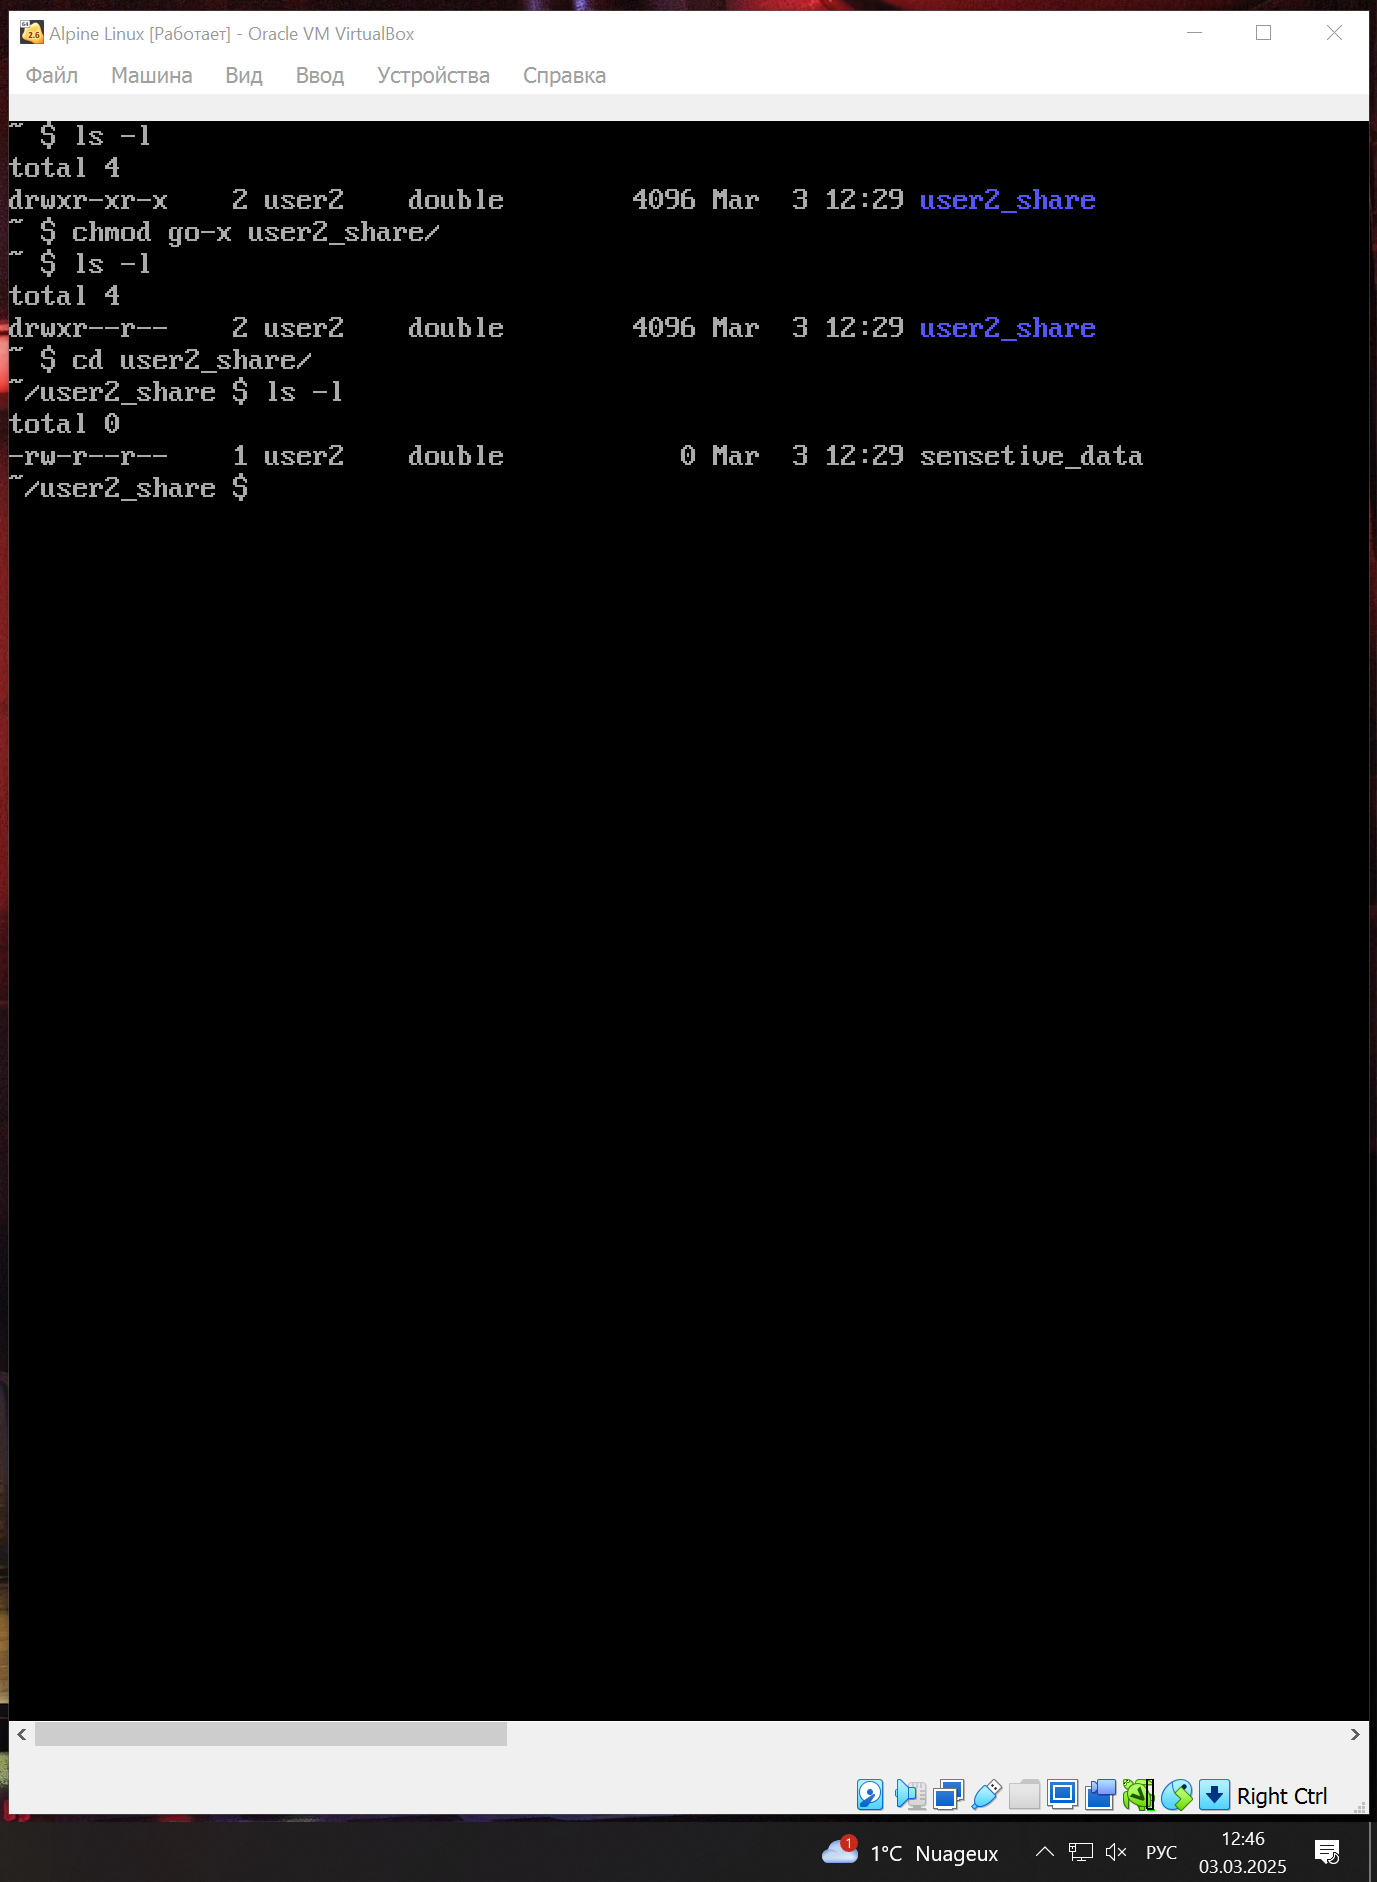 Alpine Linux [Работает] - Oracle VM VirtualBox
Файл Машина Вид Ввод Устройства Справка
~ $ ls -l
total 4
drwxr-xr-x    2 user2    double        4096 Mar  3 12:29 user2_share
~ $ chmod go-x user2_share/
~ $ ls -l
total 4
drwxr--r--    2 user2    double        4096 Mar  3 12:29 user2_share
~ $ cd user2_share/
~/user2_share $ ls -l
total 0
-rw-r--r--    1 user2    double           0 Mar  3 12:29 sensetive_data
~/user2_share $
Right Ctrl
1 1°C Nuageux РУС 12:46
03.03.2025